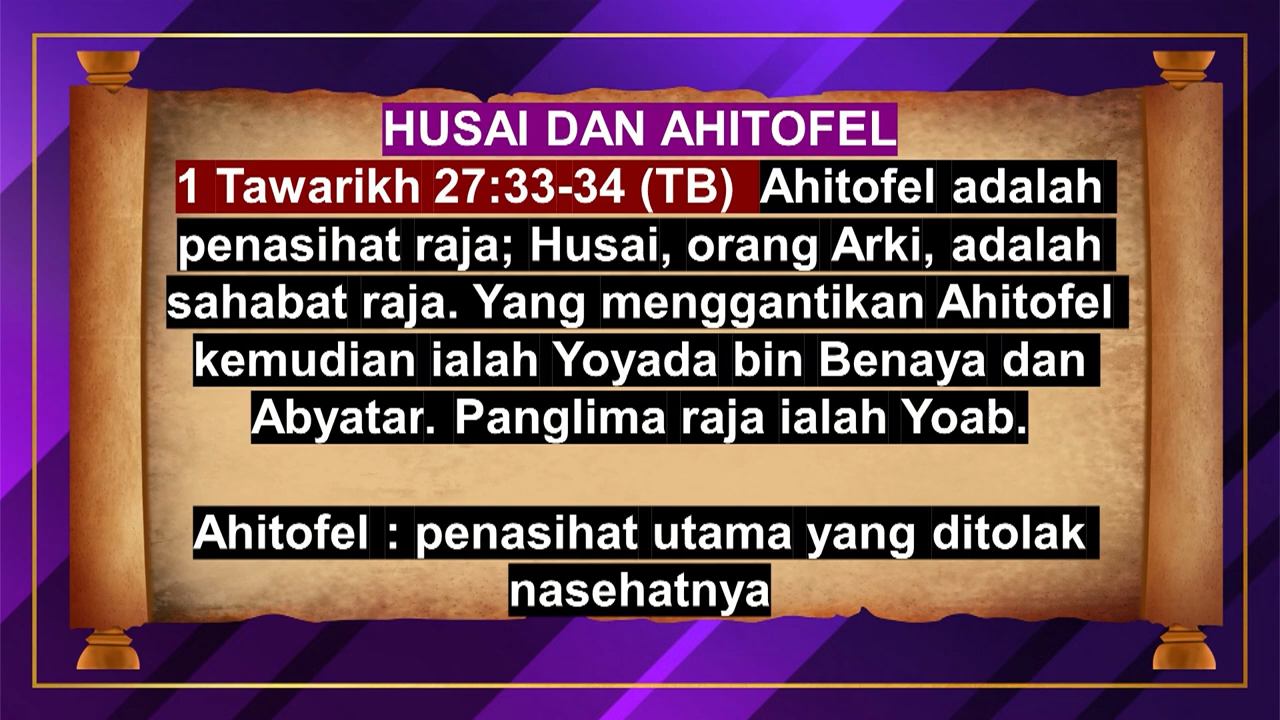 HUSAI DAN AHITOFEL
1 Tawarikh 27:33-34 (TB) Ahitofel adalah
penasihat raja; Husai, orang Arki, adalah
sahabat raja. Yang menggantikan Ahitofel
kemudian ialah Yoyada bin Benaya dan
Abyatar. Panglima raja ialah Yoab.
Ahitofel : penasihat utama yang ditolak
nasehatnya